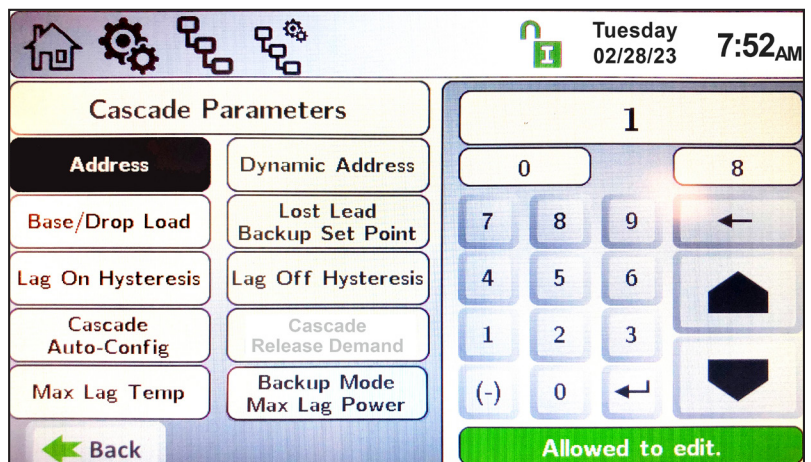 Tuesday
02/28/23
7:52AM
Cascade Parameters
Address
Dynamic Address
Base/Drop Load
Lost Lead
Backup Set Point
Lag On Hysteresis
Lag Off Hysteresis
Cascade
Auto-Config
Cascade
Release Demand
Max Lag Temp
Backup Mode
Max Lag Power
Back
1
0
8
7
8
9
4
5
6
1
2
3
(-)
0
Allowed to edit.